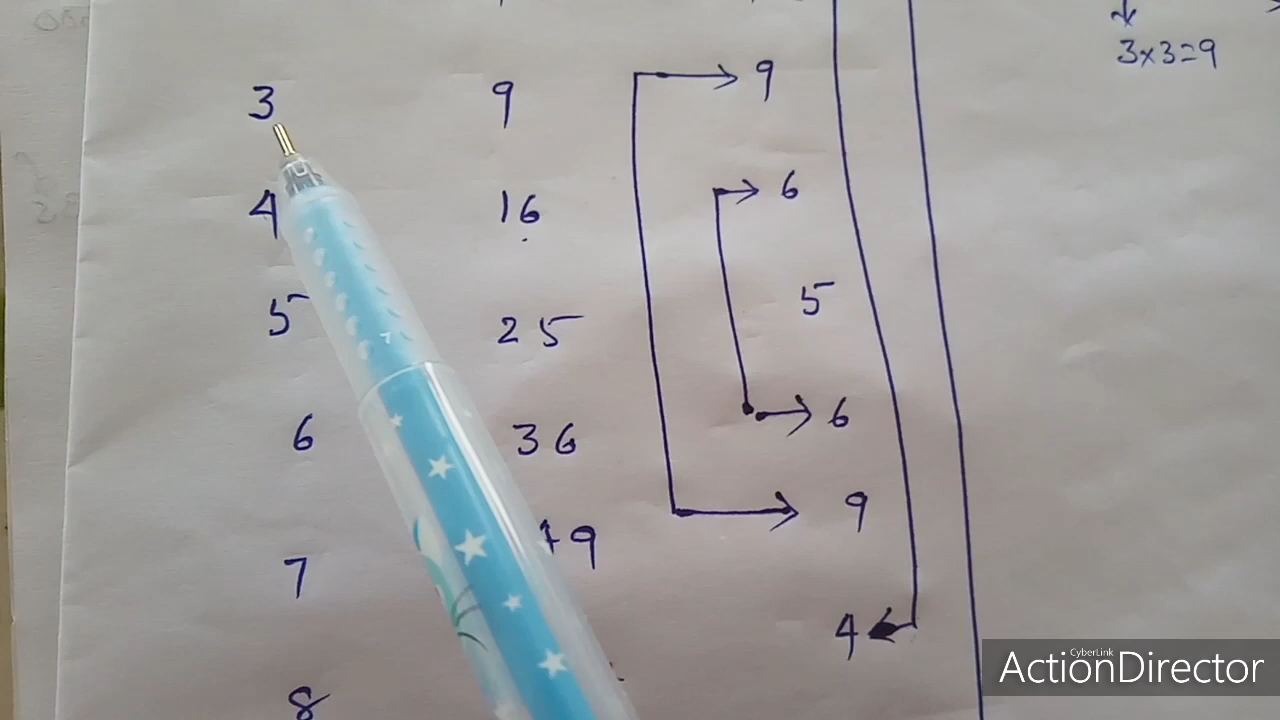 3x3=9
3 9 9
4 16 6
5 25 5
6 36 6
7 9 9
4
8
CyberLink
ActionDirector